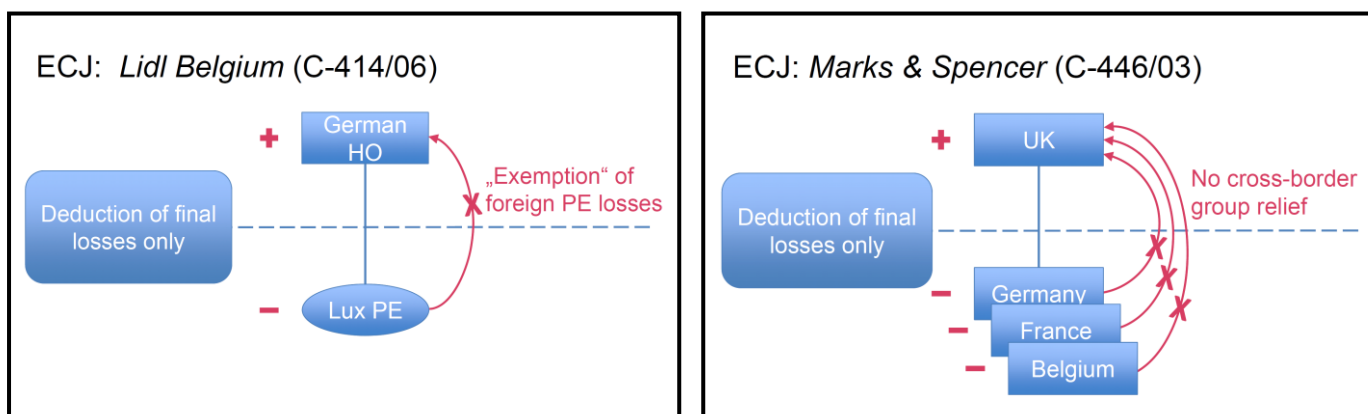 ECJ: Lidl Belgium (C-414/06)
+
German
HO
„Exemption“ of
foreign PE losses
X
Deduction of final
losses only
−
Lux PE
ECJ: Marks & Spencer (C-446/03)
+
UK
No cross-border
group relief
Deduction of final
losses only
X
X
X
−
Germany
−
France
−
Belgium